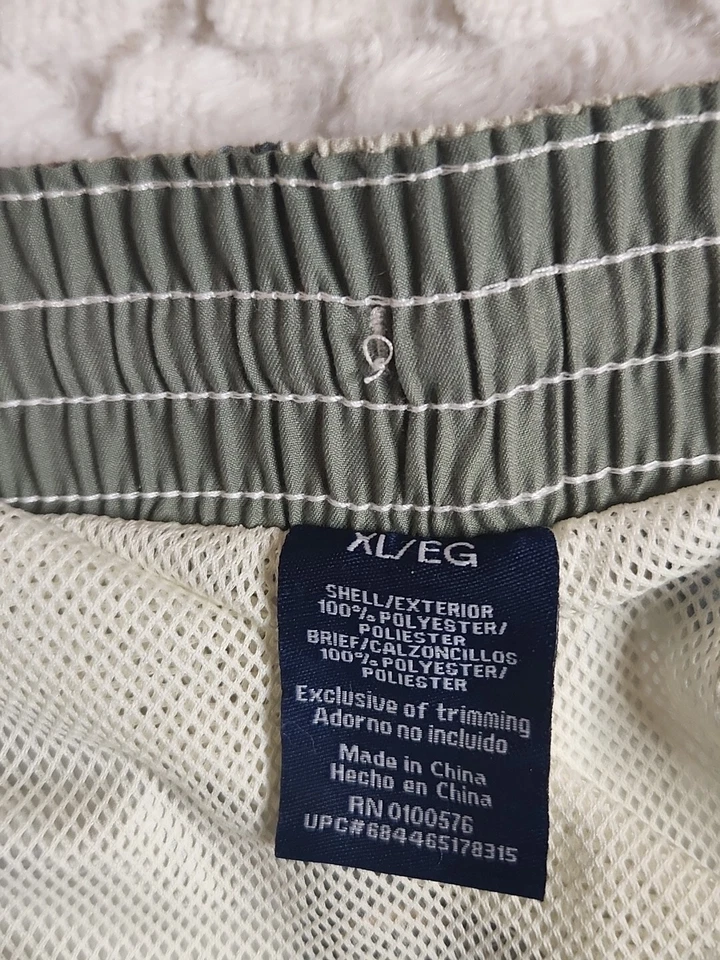 XL/EG
SHELL/EXTERIOR
100% POLYESTER/
POLIESTER
BRIEF/CALZONCILLOS
100% POLYESTER/
POLIESTER
Exclusive of trimming
Adorno no incluido
Made in China
Hecho en China
RN 0100576
UPC#684465178315